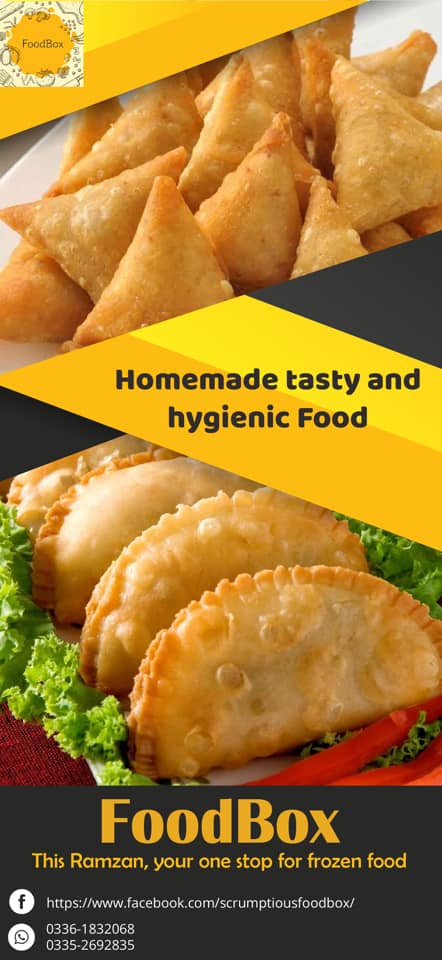 FoodBox
Homemade tasty and
hygienic Food
FoodBox
This Ramzan, your one stop for frozen food
https://www.facebook.com/scrumptiousfoodbox/
0336-1832068
0335-2692835